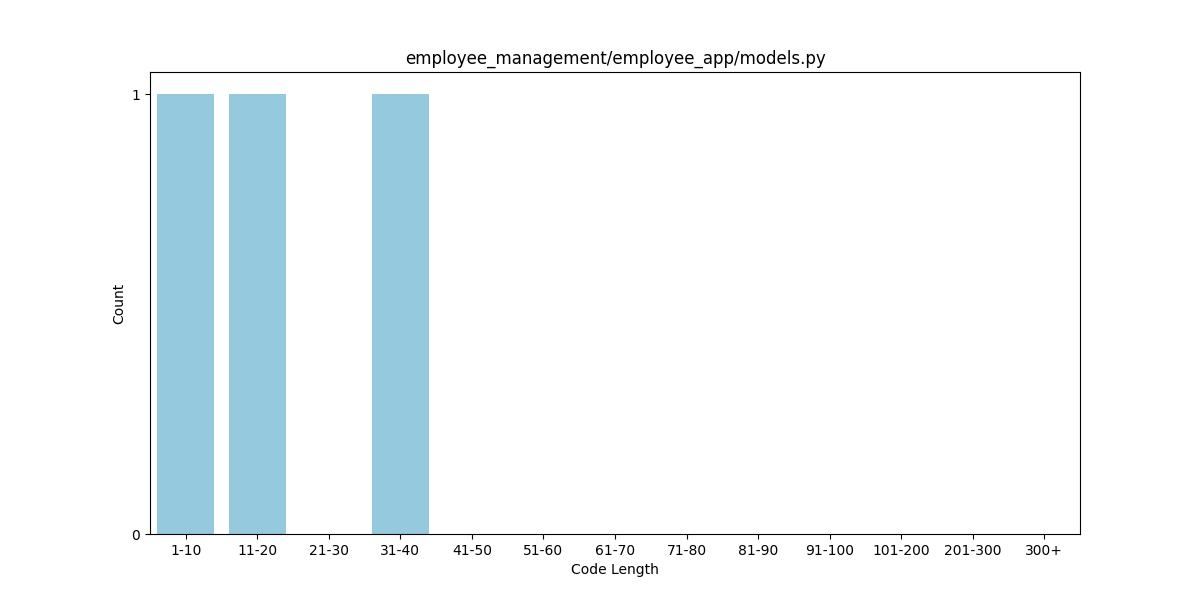 employee_management/employee_app/models.py
1
Count
0
1-10 11-20 21-30 31-40 41-50 51-60 61-70 71-80 81-90 91-100 101-200 201-300 300+
Code Length